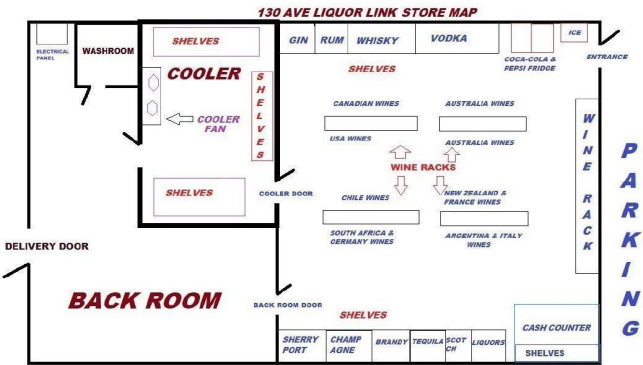 130 AVE LIQUOR LINK STORE MAP
ELECTRICAL
PANEL
WASHROOM
SHELVES
COOLER
SHELVES
COOLER
FAN
SHELVES
GIN
RUM
WHISKY
VODKA
SHELVES
COCA-COLA &
PEPSI FRIDGE
ICE
ENTRANCE
CANADIAN WINES
USA WINES
AUSTRALIA WINES
AUSTRALIA WINES
WINE RACKS
CHILE WINES
SOUTH AFRICA &
GERMANY WINES
NEW ZEALAND &
FRANCE WINES
ARGENTINA & ITALY
WINES
WINE RACK
PARKING
COOLER DOOR
DELIVERY DOOR
BACK ROOM
BACK ROOM DOOR
SHELVES
SHERRY
PORT
CHAMP
AGNE
BRANDY
TEQUILA
SCOT
CH
LIQUORS
CASH COUNTER
SHELVES